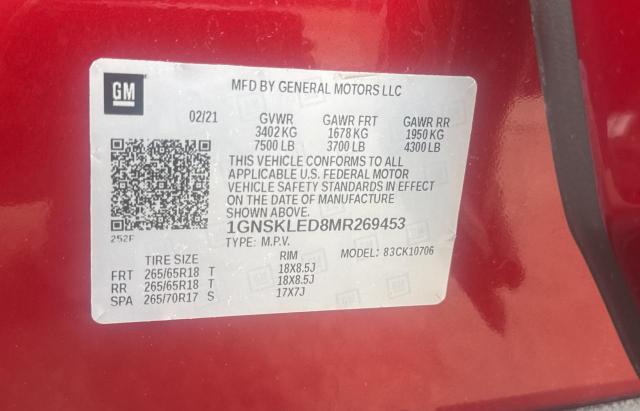 GM
MFD BY GENERAL MOTORS LLC
02/21 GVWR GAWR FRT GAWR RR
3402 KG 1678 KG 1950 KG
7500 LB 3700 LB 4300 LB
THIS VEHICLE CONFORMS TO ALL
APPLICABLE U.S. FEDERAL MOTOR
VEHICLE SAFETY STANDARDS IN EFFECT
ON THE DATE OF MANUFACTURE
SHOWN ABOVE.
1GNSKLED8MR269453
252F
TYPE: M.P.V. MODEL: 83CK10706
TIRE SIZE RIM
FRT 265/65R18 T 18X8.5J
RR 265/65R18 T 18X8.5J
SPA 265/70R17 S 17X7J